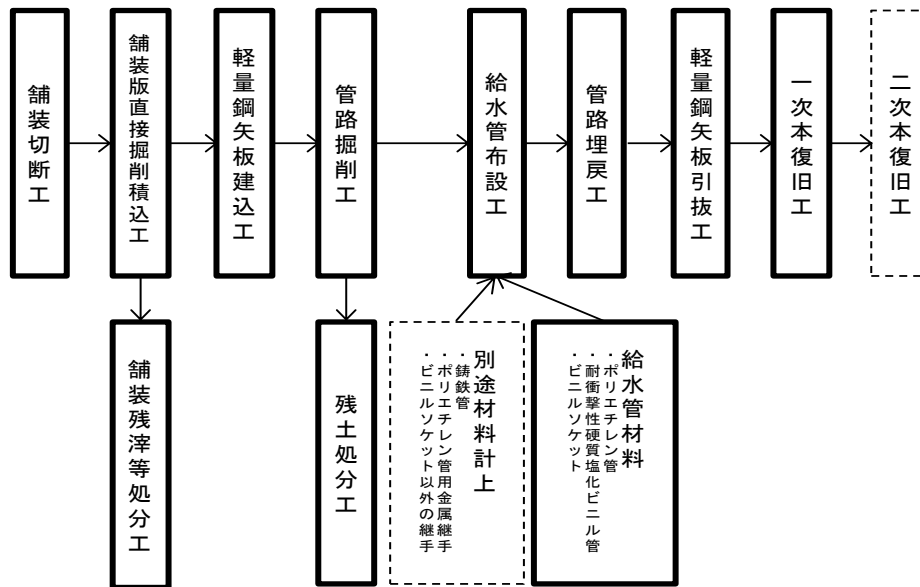 舗装切断工
舗装版直接掘削積込工
軽量鋼矢板建込工
管路掘削工
給水管布設工
管路埋戻工
軽量鋼矢板引抜工
一次本復旧工
二次本復旧工
舗装残滓等処分工
残土処分工
別途材料計上
・鋳鉄管
・ポリエチレン管用金属継手
・ビニルソケット以外の継手
給水管材料
・ポリエチレン管
・耐衝撃性硬質塩化ビニル管
・ビニルソケット